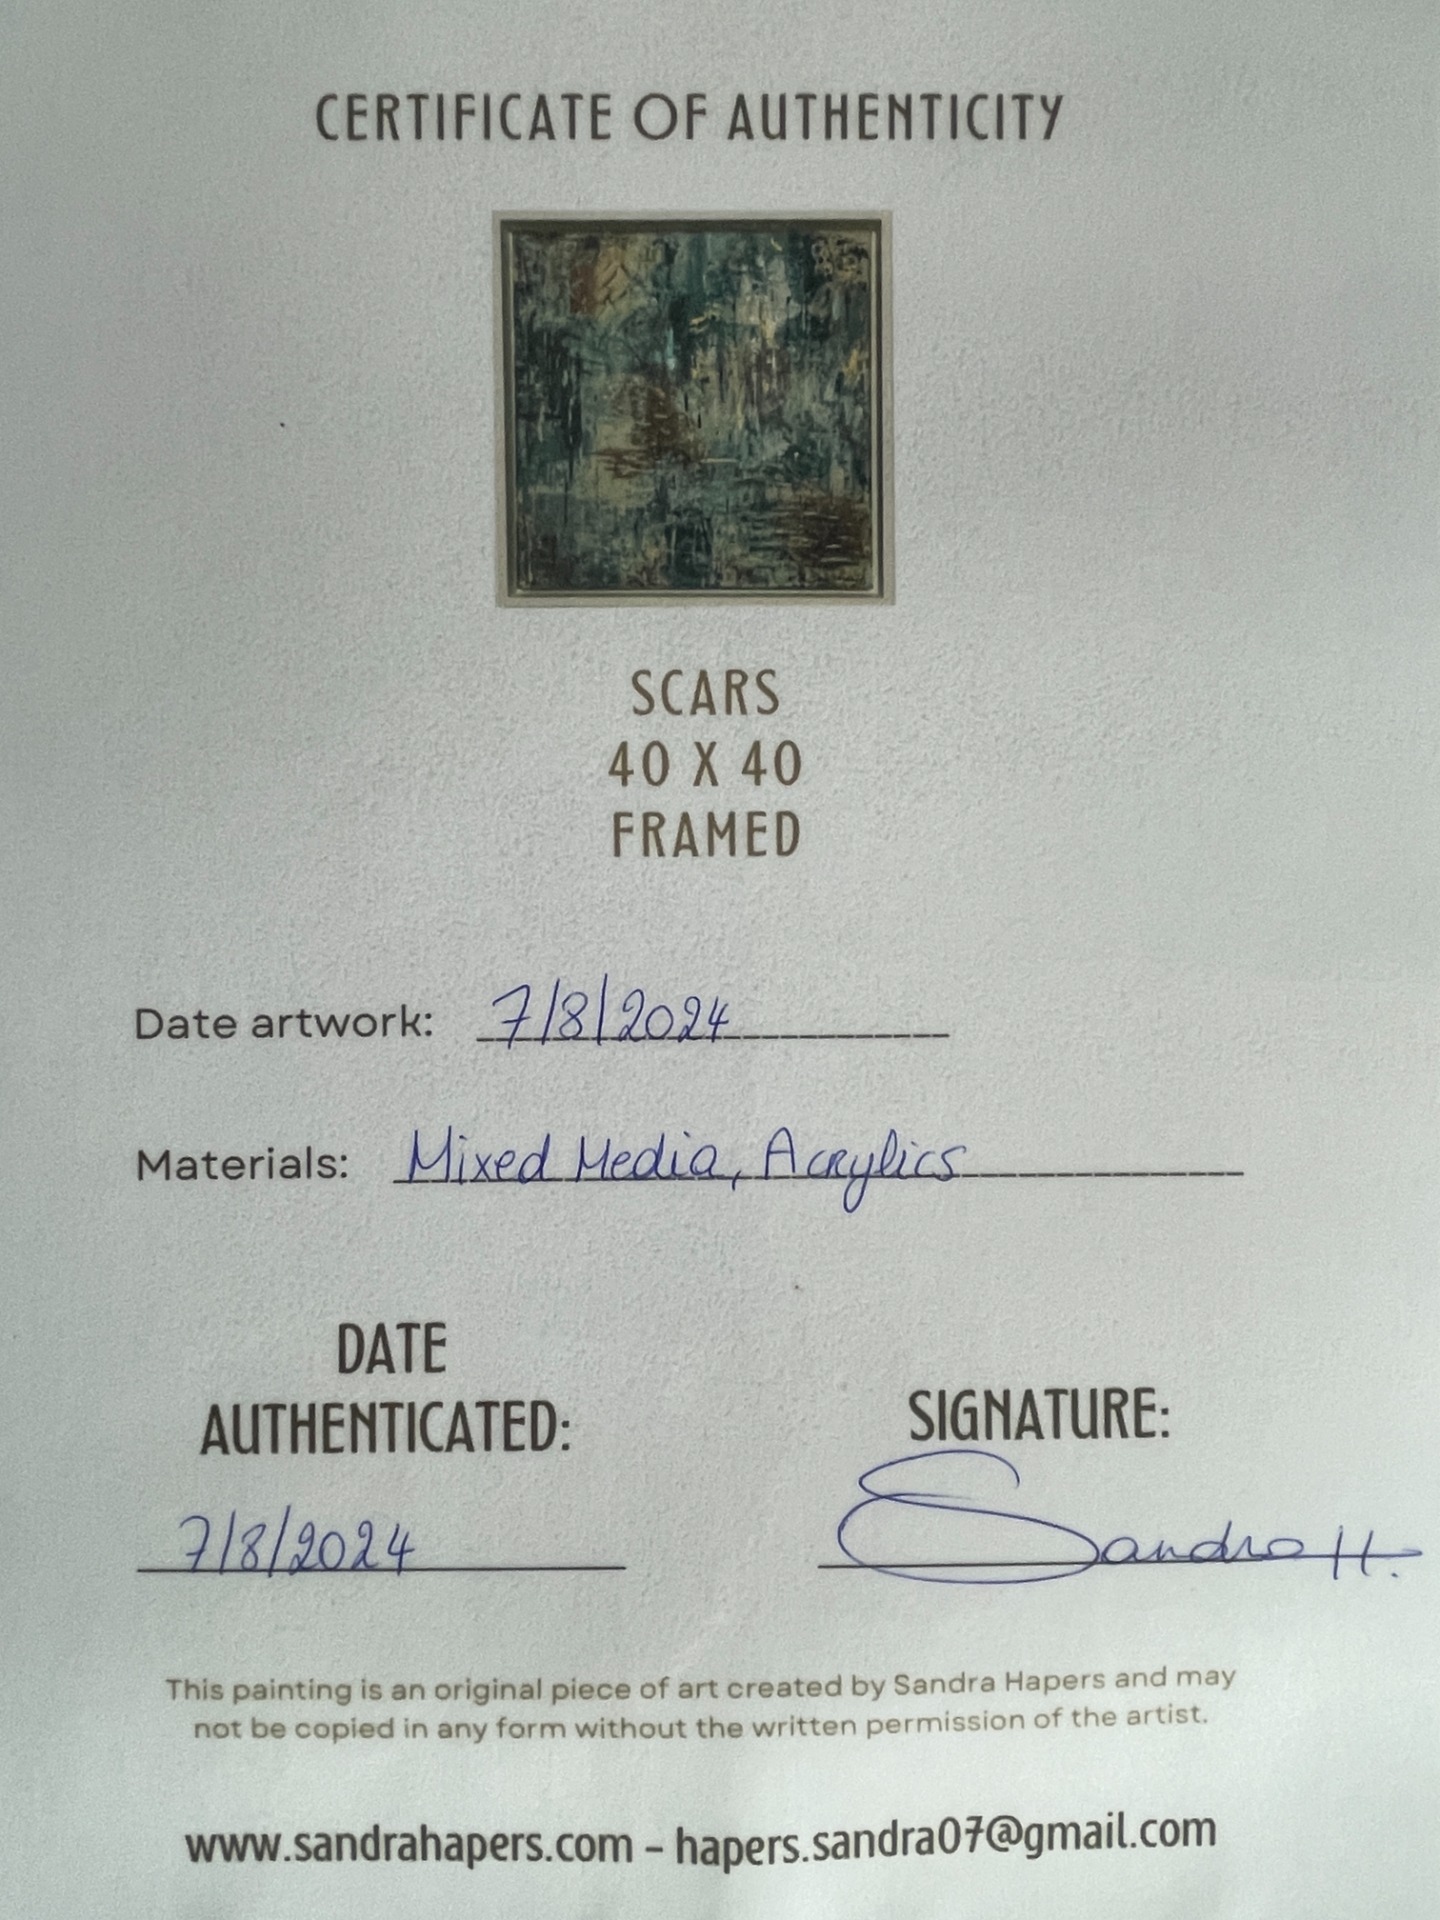 CERTIFICATE OF AUTHENTICITY
SCARS
40 X 40
FRAMED
Date artwork: 7/8/2024
Materials: Mixed Media, Acrylics
DATE
AUTHENTICATED:
7/8/2024
SIGNATURE:
Sandra H.
This painting is an original piece of art created by Sandra Hapers and may
not be copied in any form without the written permission of the artist.
www.sandrahapers.com – hapers.sandra07@gmail.com